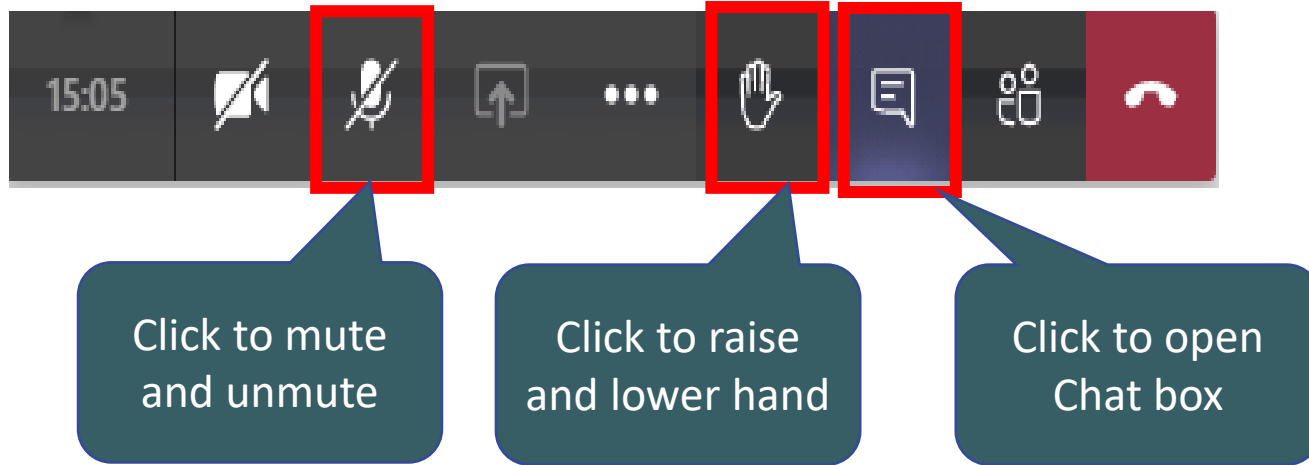 15:05
Click to mute
and unmute
Click to raise
and lower hand
Click to open
Chat box